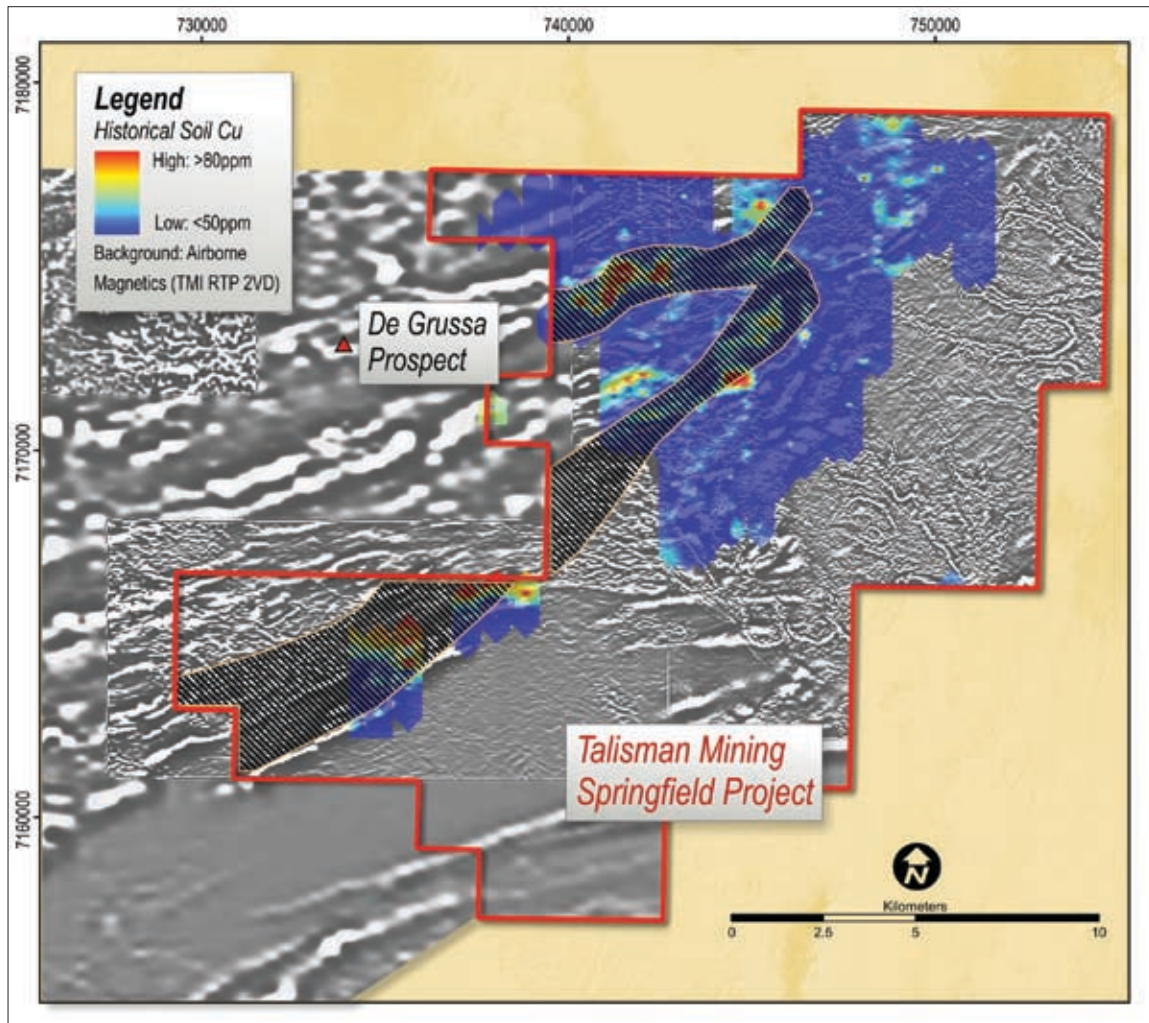 730000
740000
750000
7180000
7170000
7160000
Legend
Historical Soil Cu
High: >80ppm
Low: <50ppm
Background: Airborne
Magnetics (TMI RTP 2VD)
De Grussa
Prospect
Talisman Mining
Springfield Project
N
Kilometers
0 2.5 5 10